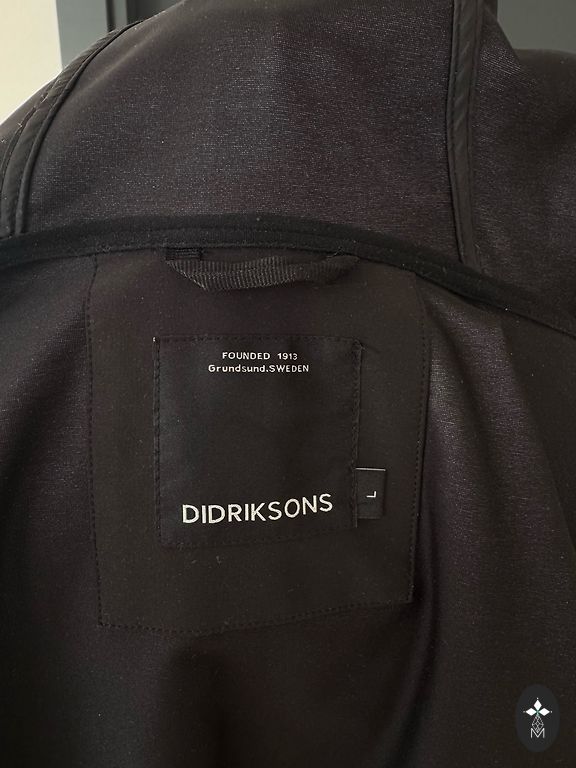 FOUNDED 1913
Grundsund.SWEDEN
DIDRIKSONS
L
M